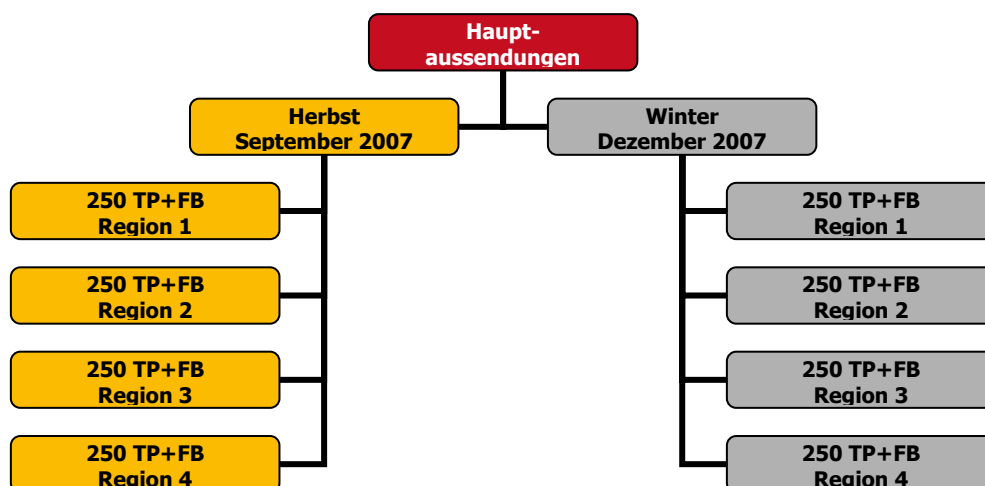 Haupt-
aussendungen
Herbst
September 2007
Winter
Dezember 2007
250 TP+FB
Region 1
250 TP+FB
Region 2
250 TP+FB
Region 3
250 TP+FB
Region 4
250 TP+FB
Region 1
250 TP+FB
Region 2
250 TP+FB
Region 3
250 TP+FB
Region 4